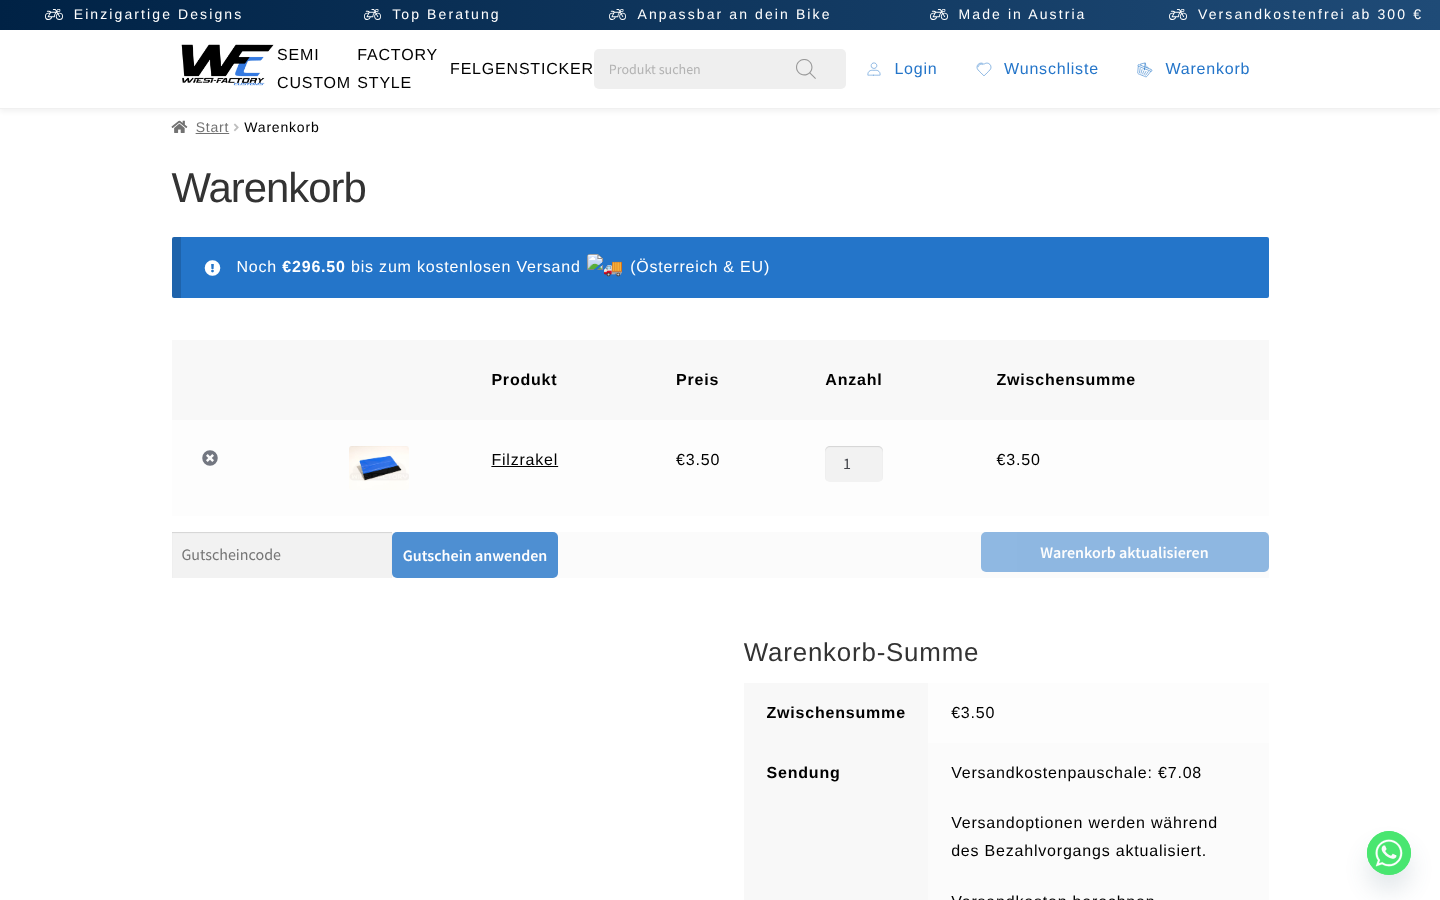 Einzigartige Designs
Top Beratung
Anpassbar an dein Bike
Made in Austria
Versandkostenfrei ab 300 €
WF
WIESI-FACTORY
SEMI CUSTOM
FACTORY STYLE
FELGENSTICKER
Produkt suchen
Login
Wunschliste
Warenkorb
Start
Warenkorb
Warenkorb
Noch €296.50 bis zum kostenlosen Versand 🚚 (Österreich & EU)
Produkt Preis Anzahl Zwischensumme
Filzrakel €3.50 1 €3.50
Gutscheincode
Gutschein anwenden
Warenkorb aktualisieren
Warenkorb-Summe
Zwischensumme €3.50
Sendung Versandkostenpauschale: €7.08
Versandoptionen werden während
des Bezahlvorgangs aktualisiert.
Versandkosten berechnen